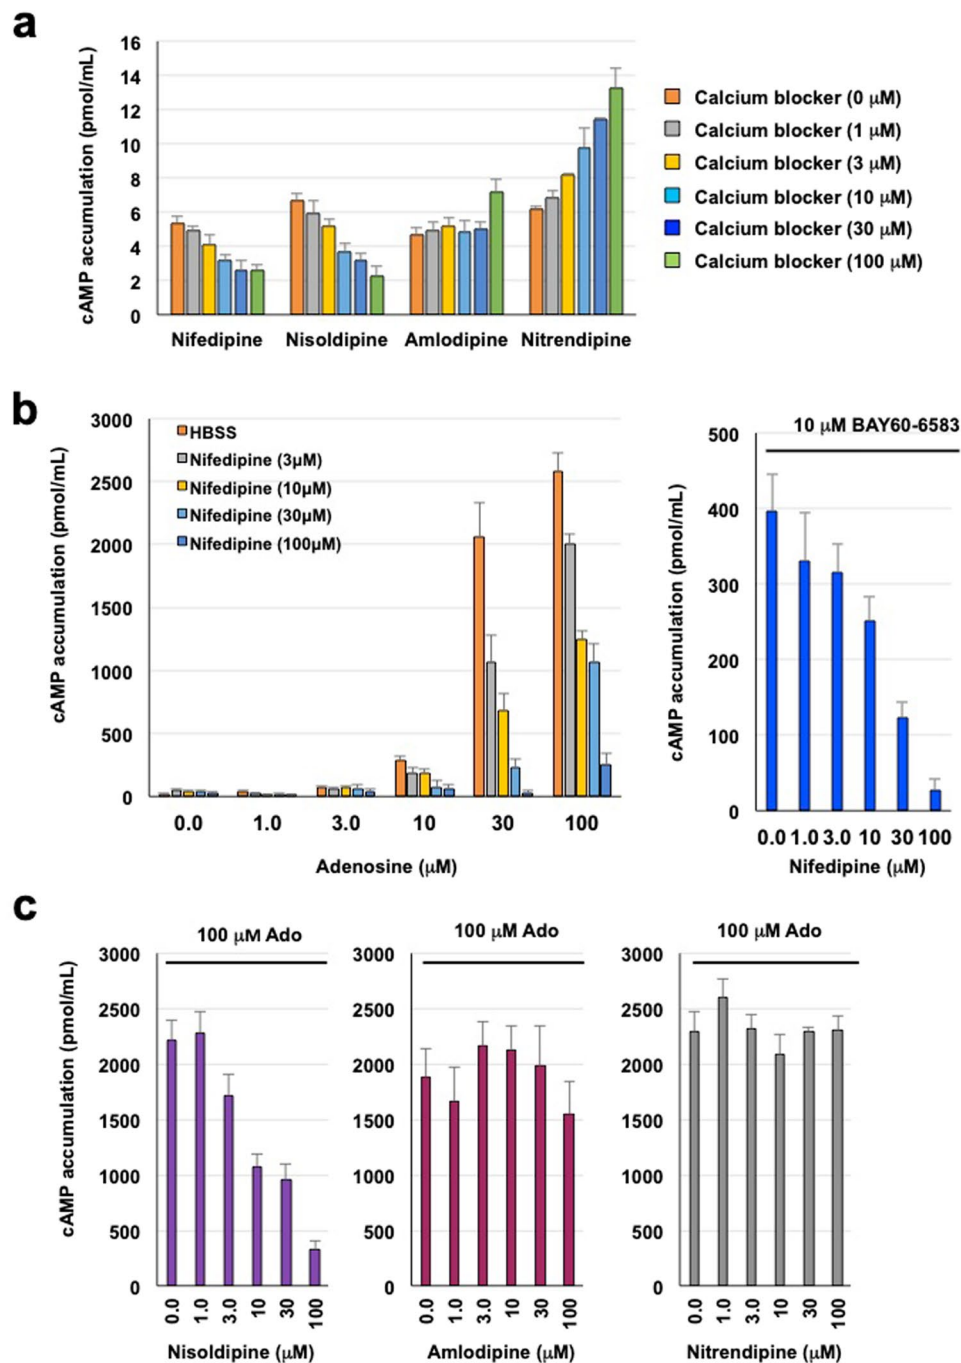 a
cAMP accumulation (pmol/mL)
16
14
12
10
8
6
4
2
0
Nifedipine Nisoldipine Amlodipine Nitrendipine
Calcium blocker (0 μM)
Calcium blocker (1 μM)
Calcium blocker (3 μM)
Calcium blocker (10 μM)
Calcium blocker (30 μM)
Calcium blocker (100 μM)
b
cAMP accumulation (pmol/mL)
3000
2500
2000
1500
1000
500
0
HBSS
Nifedipine (3μM)
Nifedipine (10μM)
Nifedipine (30μM)
Nifedipine (100μM)
0.0 1.0 3.0 10 30 100
Adenosine (μM)
10 μM BAY60-6583
cAMP accumulation (pmol/mL)
500
400
300
200
100
0
0.0 1.0 3.0 10 30 100
Nifedipine (μM)
c
cAMP accumulation (pmol/mL)
100 μM Ado
3000
2500
2000
1500
1000
500
0
0.0 1.0 3.0 10 30 100
Nisoldipine (μM)
100 μM Ado
3000
2500
2000
1500
1000
500
0
0.0 1.0 3.0 10 30 100
Amlodipine (μM)
100 μM Ado
3000
2500
2000
1500
1000
500
0
0.0 1.0 3.0 10 30 100
Nitrendipine (μM)